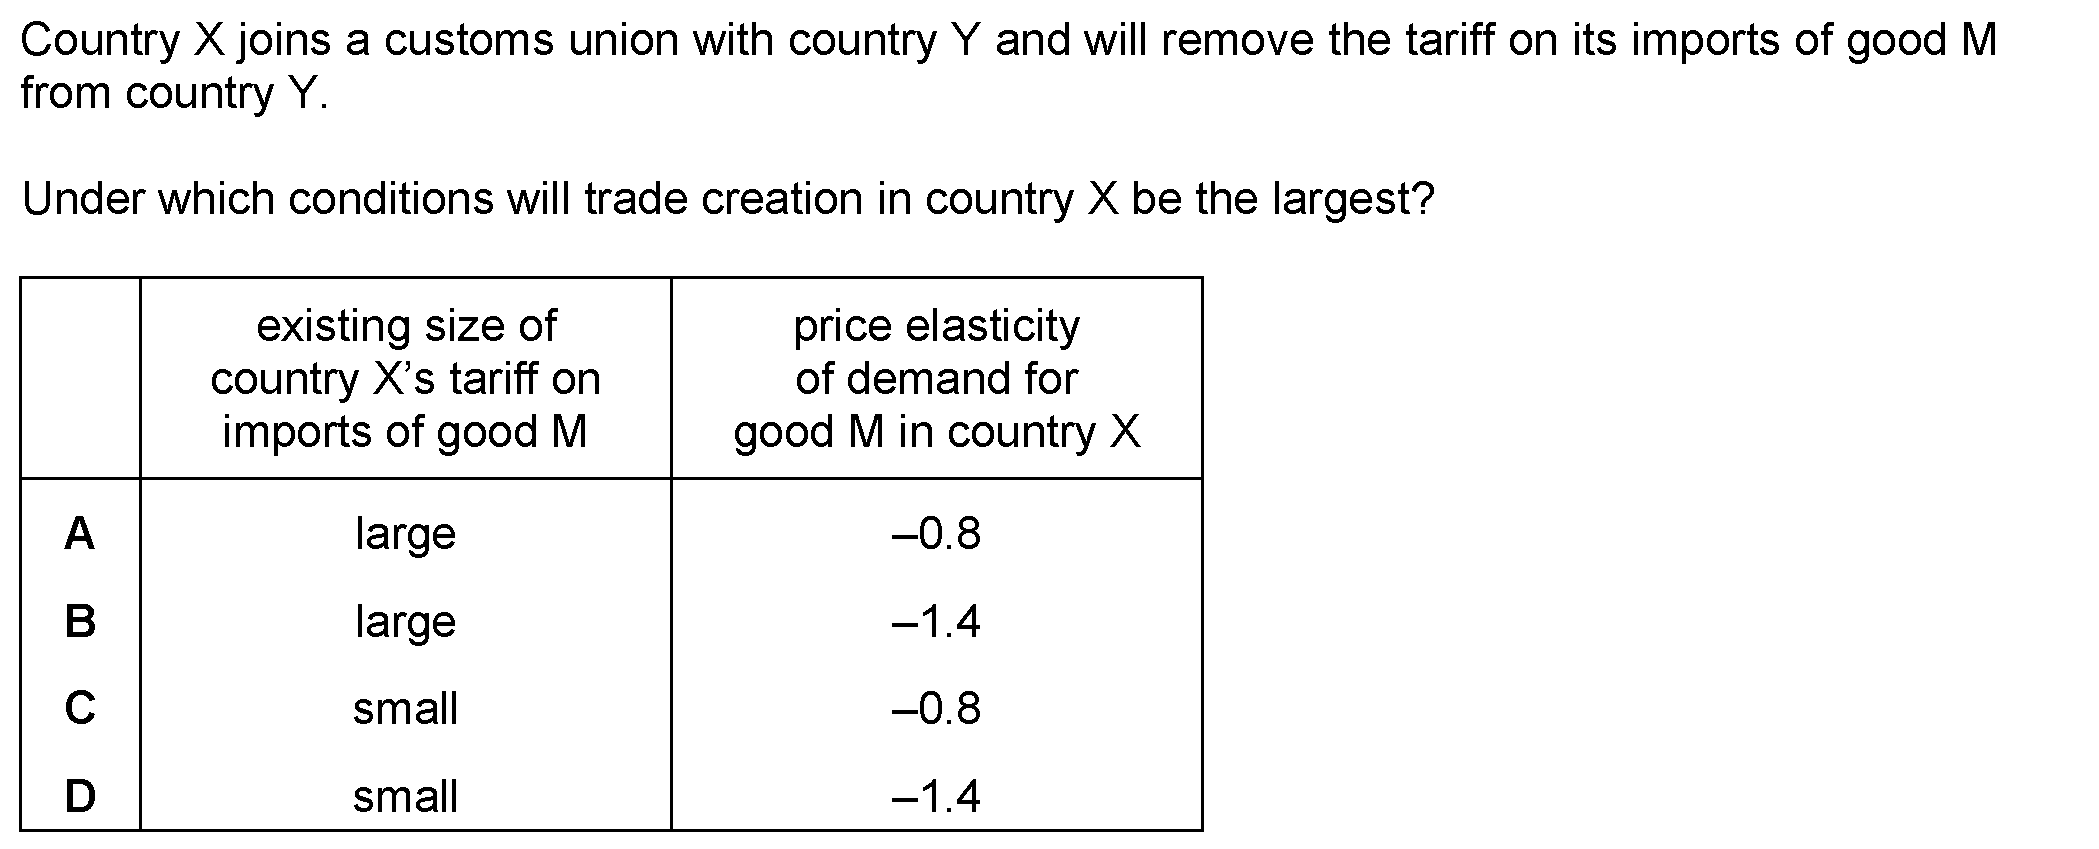 Country X joins a customs union with country Y and will remove the tariff on its imports of good M
from country Y.
Under which conditions will trade creation in country X be the largest?
existing size of
country X’s tariff on
imports of good M
price elasticity
of demand for
good M in country X
A large –0.8
B large –1.4
C small –0.8
D small –1.4